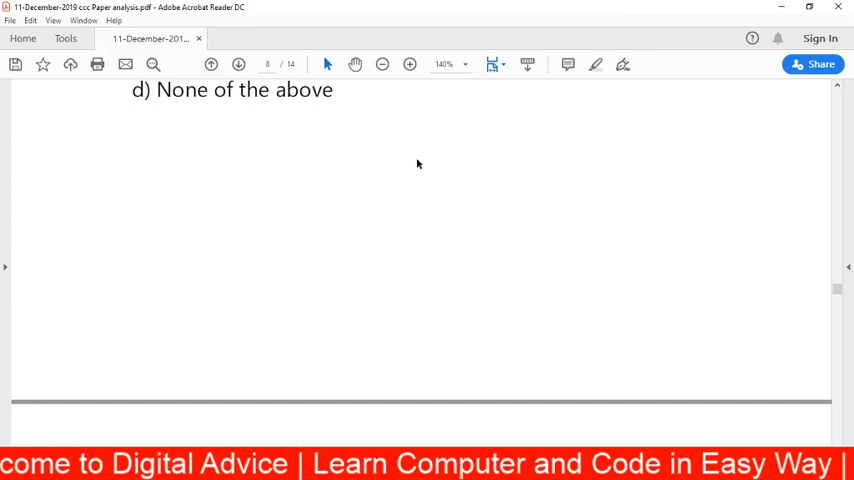 11-December-2019 ccc Paper analysis.pdf - Adobe Acrobat Reader DC
File Edit View Window Help
Home Tools 11-December-201... × Sign In
8 / 14 140% Share
d) None of the above
come to Digital Advice | Learn Computer and Code in Easy Way |